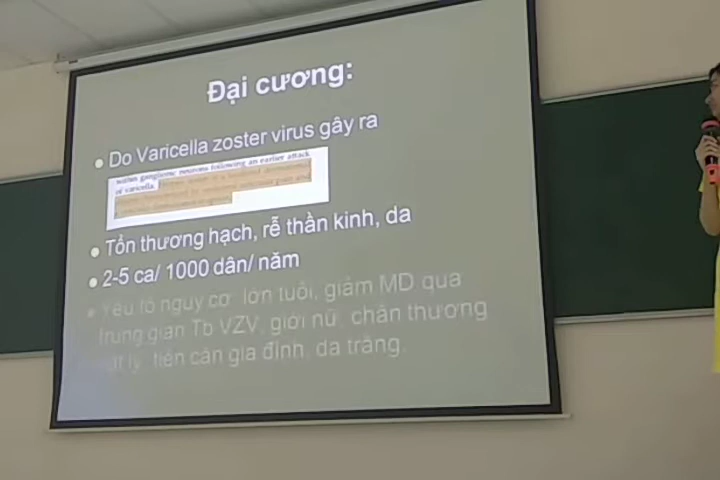 Đại cương:
Do Varicella zoster virus gây ra
within ganglionic neurons following an earlier attack
of varicella.
Tổn thương hạch, rễ thần kinh, da
2-5 ca/ 1000 dân/ năm
Yếu tố nguy cơ lớn tuổi, giảm MD qua
trung gian Tb VZV, giới nữ, chấn thương
vật lý, tiền căn gia đình, da trắng.